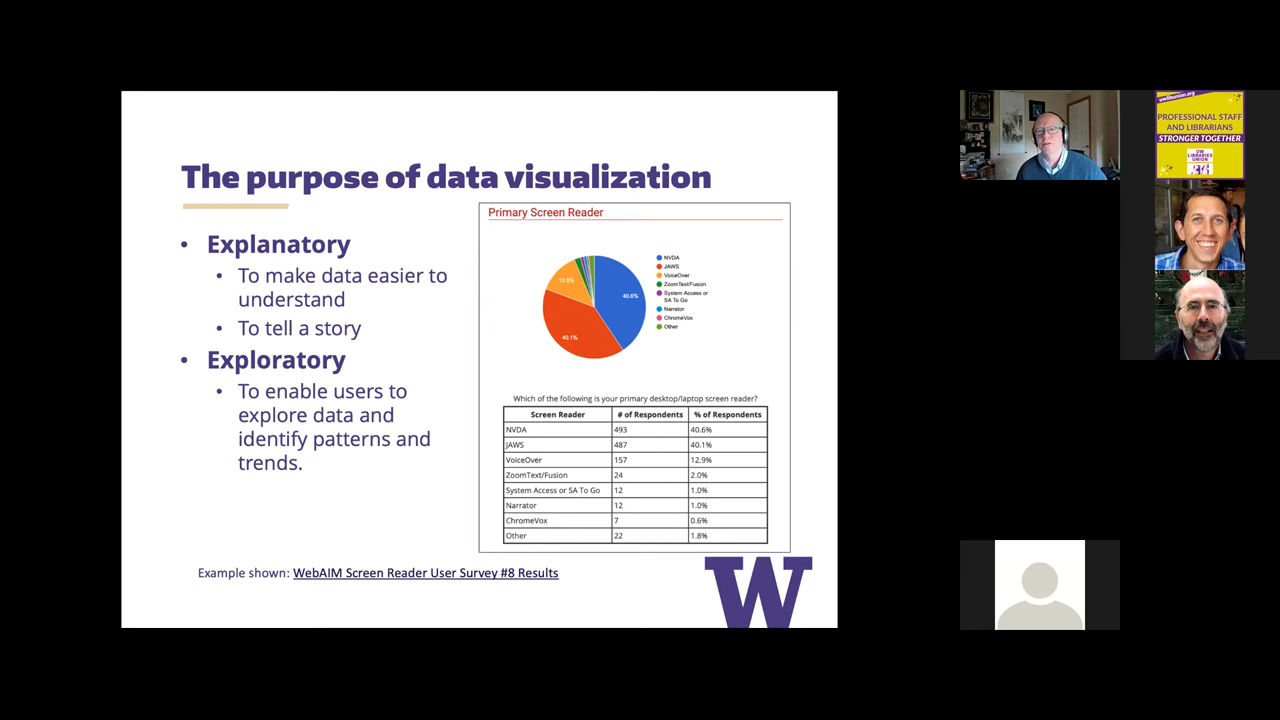 The purpose of data visualization
• Explanatory
• To make data easier to
understand
• To tell a story
• Exploratory
• To enable users to
explore data and
identify patterns and
trends.
Primary Screen Reader
40.6%
40.1%
12.9%
NVDA
JAWS
VoiceOver
ZoomText/Fusion
System Access or
SA To Go
Narrator
ChromeVox
Other
Which of the following is your primary desktop/laptop screen reader?
Screen Reader # of Respondents % of Respondents
NVDA 493 40.6%
JAWS 487 40.1%
VoiceOver 157 12.9%
ZoomText/Fusion 24 2.0%
System Access or SA To Go 12 1.0%
Narrator 12 1.0%
ChromeVox 7 0.6%
Other 22 1.8%
Example shown: WebAIM Screen Reader User Survey #8 Results
W
uwlibunion.org
PROFESSIONAL STAFF
AND LIBRARIANS
STRONGER TOGETHER
UW
LIBRARIES
UNION